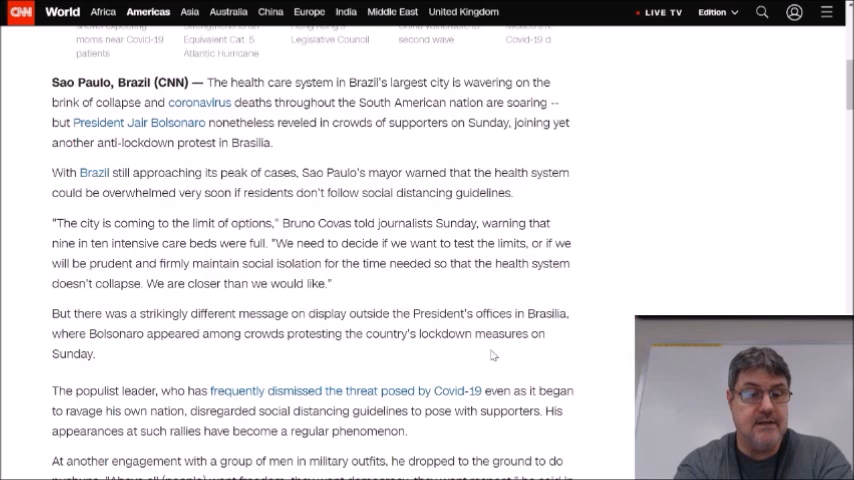 CNN World Africa Americas Asia Australia China Europe India Middle East United Kingdom LIVE TV Edition
moms near Covid-19 Equivalent Cat. 5 Legislative Council second wave Covid-19 d
patients Atlantic Hurricane
Sao Paulo, Brazil (CNN) — The health care system in Brazil's largest city is wavering on the
brink of collapse and coronavirus deaths throughout the South American nation are soaring --
but President Jair Bolsonaro nonetheless reveled in crowds of supporters on Sunday, joining yet
another anti-lockdown protest in Brasilia.
With Brazil still approaching its peak of cases, Sao Paulo's mayor warned that the health system
could be overwhelmed very soon if residents don't follow social distancing guidelines.
"The city is coming to the limit of options," Bruno Covas told journalists Sunday, warning that
nine in ten intensive care beds were full. "We need to decide if we want to test the limits, or if we
will be prudent and firmly maintain social isolation for the time needed so that the health system
doesn't collapse. We are closer than we would like."
But there was a strikingly different message on display outside the President's offices in Brasilia,
where Bolsonaro appeared among crowds protesting the country's lockdown measures on
Sunday.
The populist leader, who has frequently dismissed the threat posed by Covid-19 even as it began
to ravage his own nation, disregarded social distancing guidelines to pose with supporters. His
appearances at such rallies have become a regular phenomenon.
At another engagement with a group of men in military outfits, he dropped to the ground to do